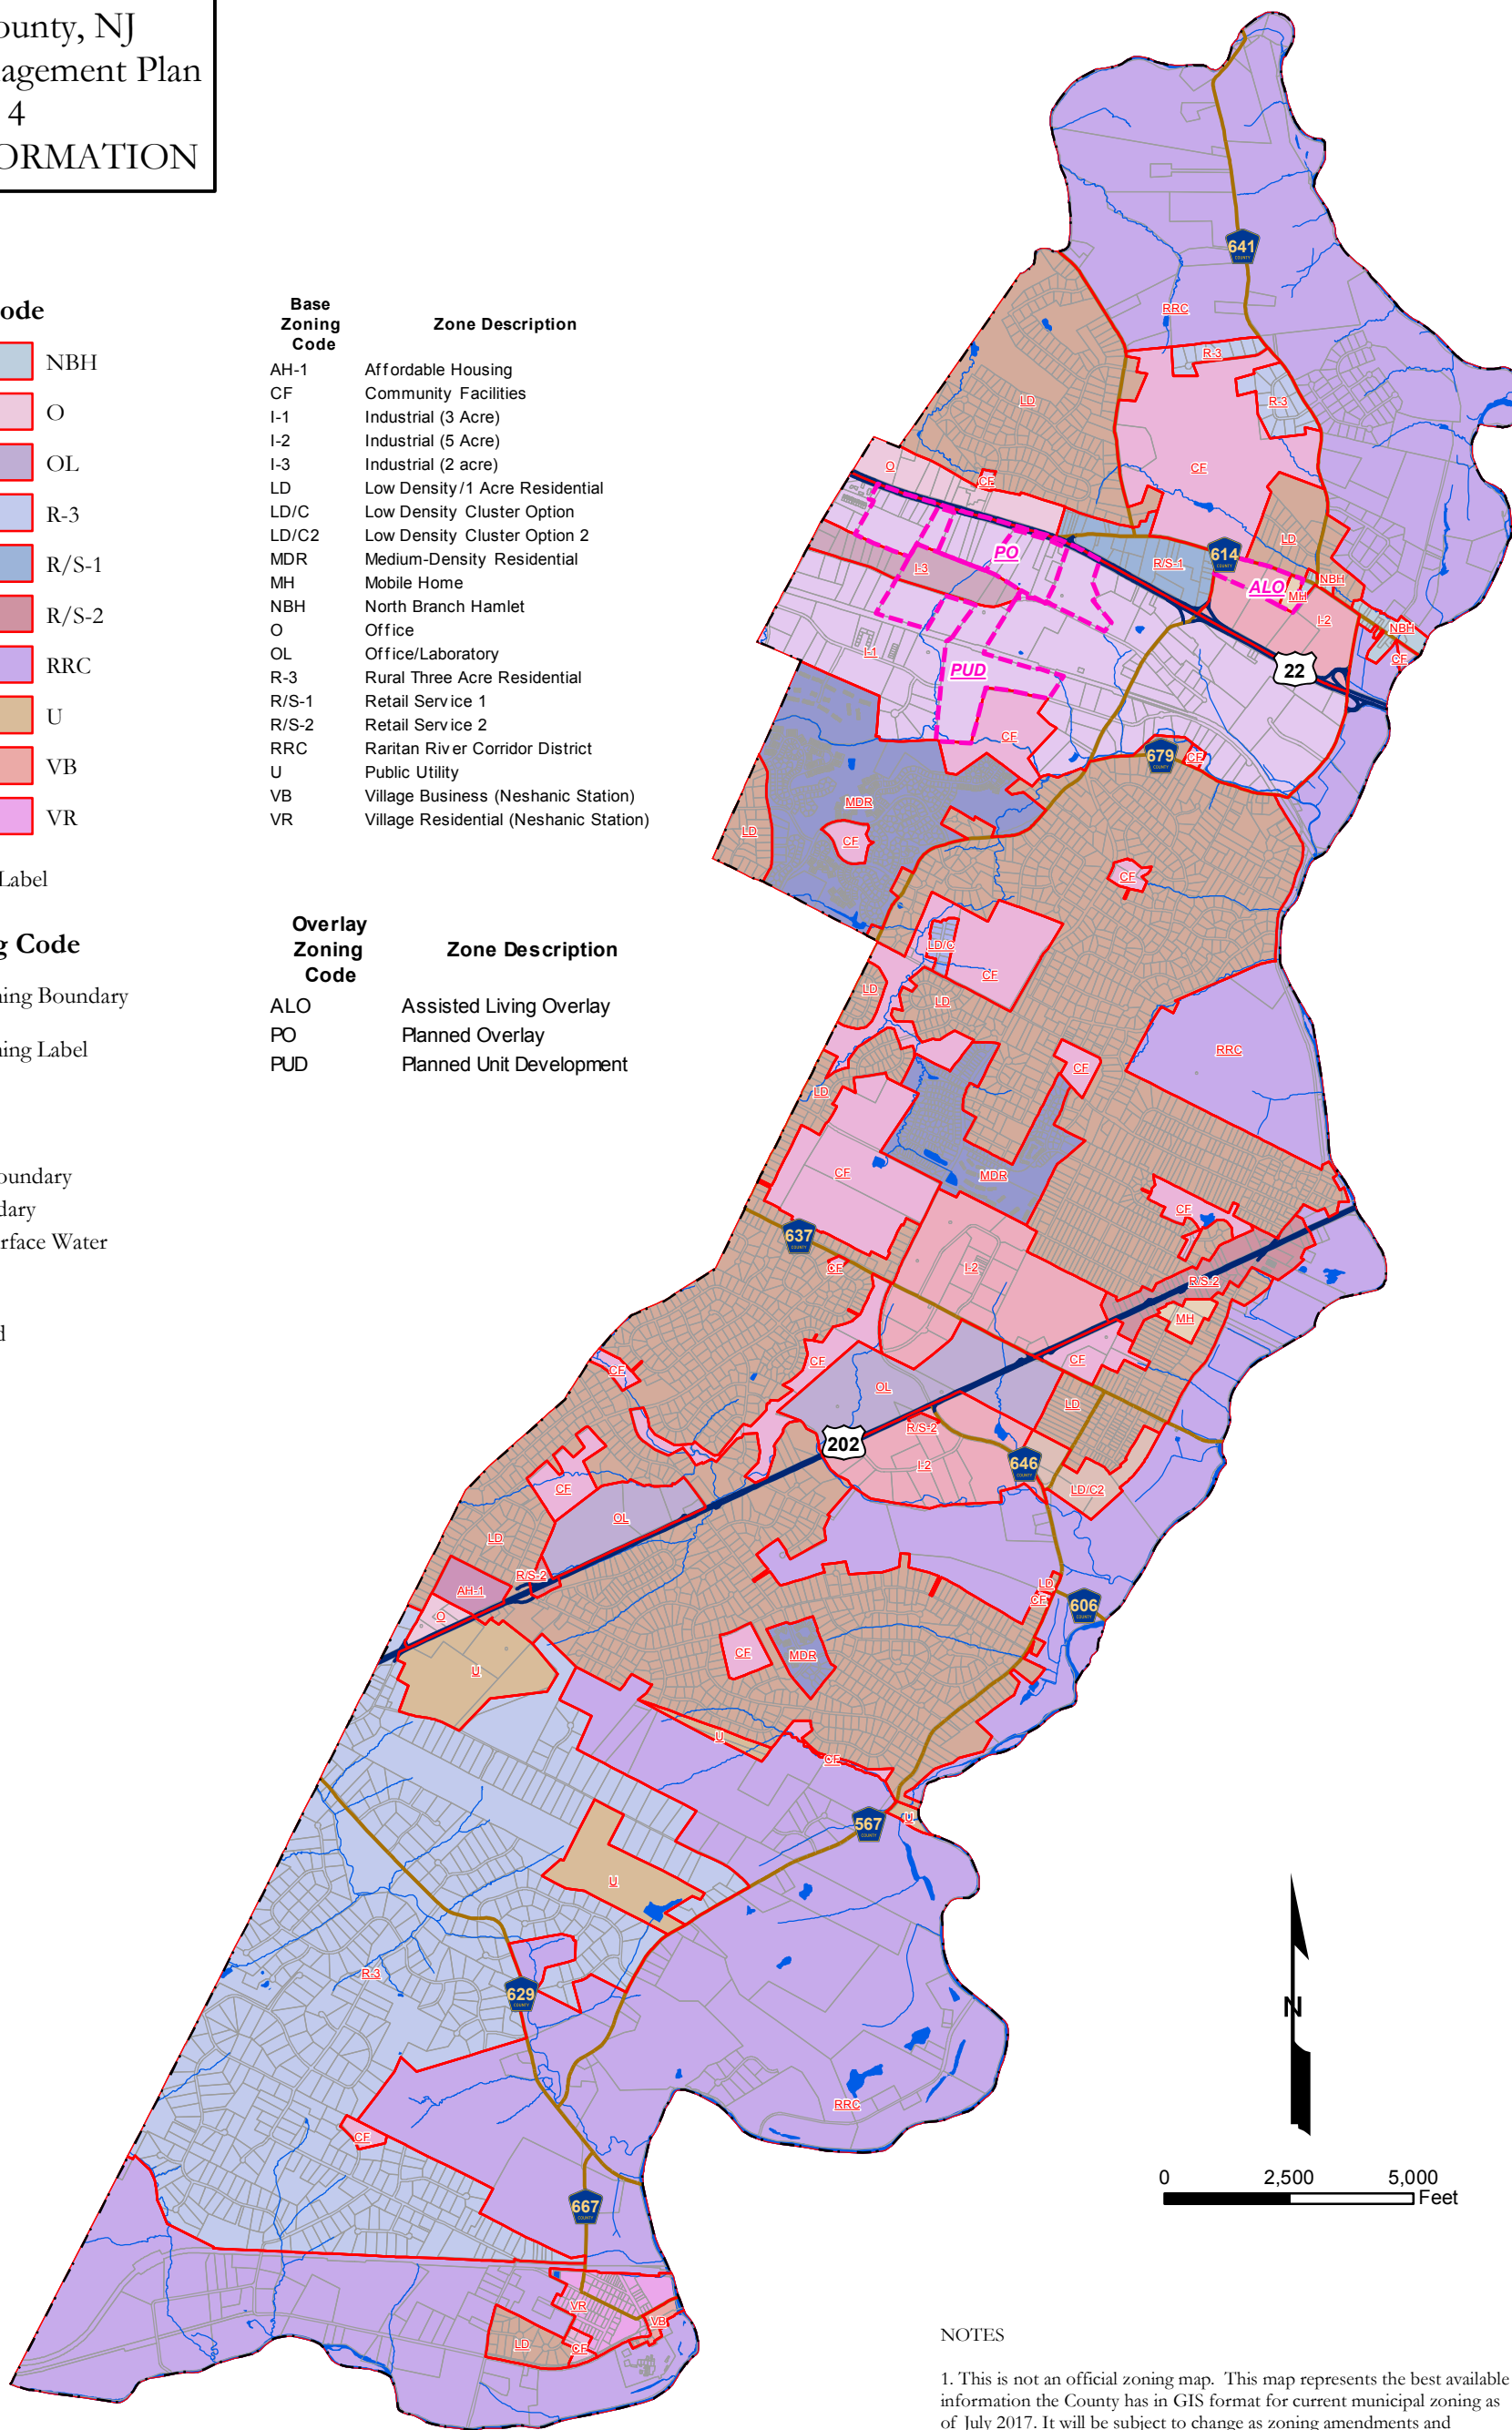 ounty, NJ
agement Plan
4
ORMATION
ode
NBH
O
OL
R-3
R/S-1
R/S-2
RRC
U
VB
VR
Label
g Code
ning Boundary
ning Label
oundary
dary
rface Water
d
Base
Zoning
Code
Zone Description
AH-1 Affordable Housing
CF Community Facilities
I-1 Industrial (3 Acre)
I-2 Industrial (5 Acre)
I-3 Industrial (2 acre)
LD Low Density/1 Acre Residential
LD/C Low Density Cluster Option
LD/C2 Low Density Cluster Option 2
MDR Medium-Density Residential
MH Mobile Home
NBH North Branch Hamlet
O Office
OL Office/Laboratory
R-3 Rural Three Acre Residential
R/S-1 Retail Service 1
R/S-2 Retail Service 2
RRC Raritan River Corridor District
U Public Utility
VB Village Business (Neshanic Station)
VR Village Residential (Neshanic Station)
Overlay
Zoning
Code
Zone Description
ALO Assisted Living Overlay
PO Planned Overlay
PUD Planned Unit Development
641
COUNTY
RRC
R-3
R-3
LD
CF
O
CF
LD
PO
R/S-1
614
COUNTY
I-3
ALO
MH
NBH
I-2
NBH
CF
I-1
PUD
22
CF
679
COUNTY
CF
MDR
LD
CF
CF
LD/C
CF
LD
LD
RRC
CF
LD
CF
MDR
CF
637
COUNTY
CF
I-2
R/S-2
MH
CF
CF
CF
OL
LD
R/S-2
202
I-2
646
COUNTY
LD/C2
CF
OL
LD
R/S-2
AH-1
O
LD
CF
606
COUNTY
CF
MDR
U
U
CF
567
COUNTY
U
U
R-3
629
COUNTY
RRC
CF
667
COUNTY
VR
VB
LD
CF
N
0 2,500 5,000
Feet
NOTES
1. This is not an official zoning map. This map represents the best available
information the County has in GIS format for current municipal zoning as
of July 2017. It will be subject to change as zoning amendments and